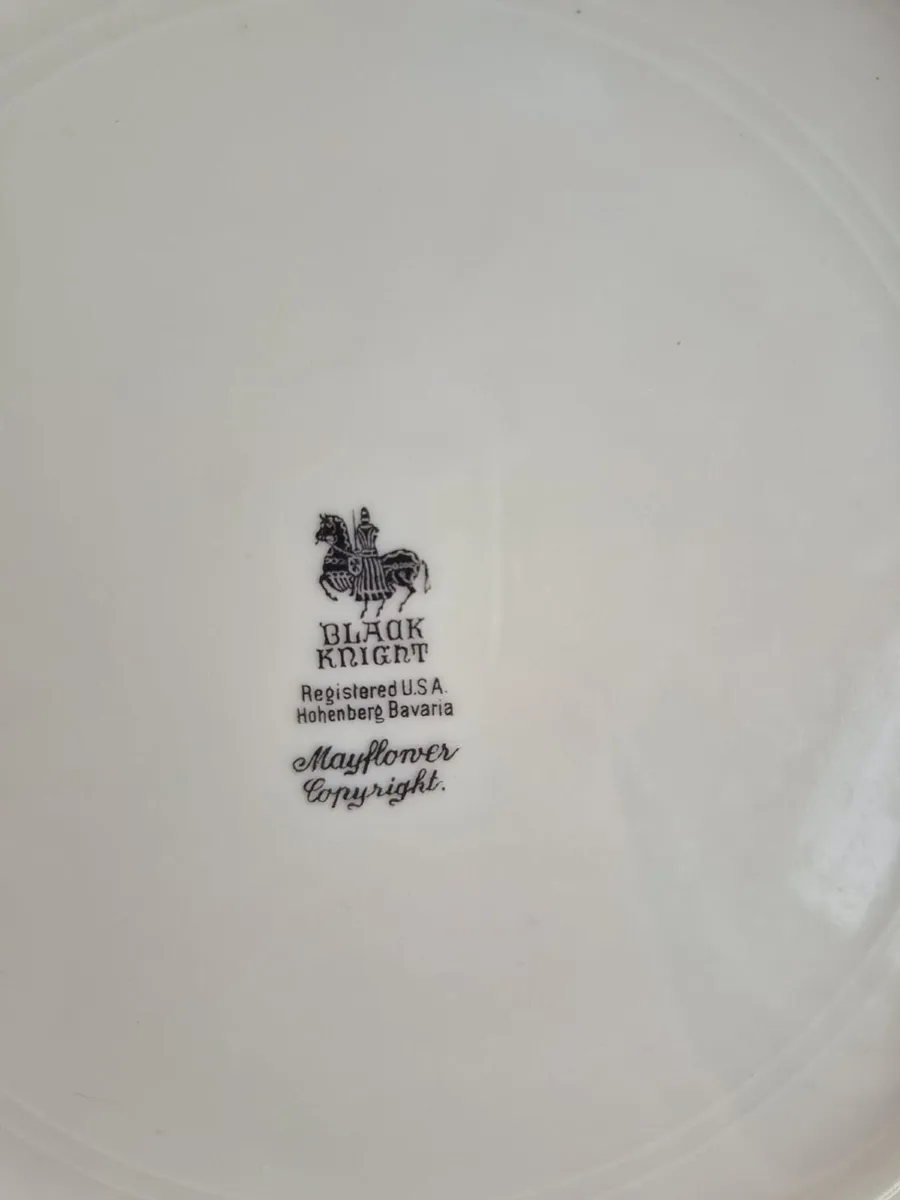 BLACK
KNIGHT
Registered U.S.A.
Hohenberg Bavaria
Mayflower
Copyright.